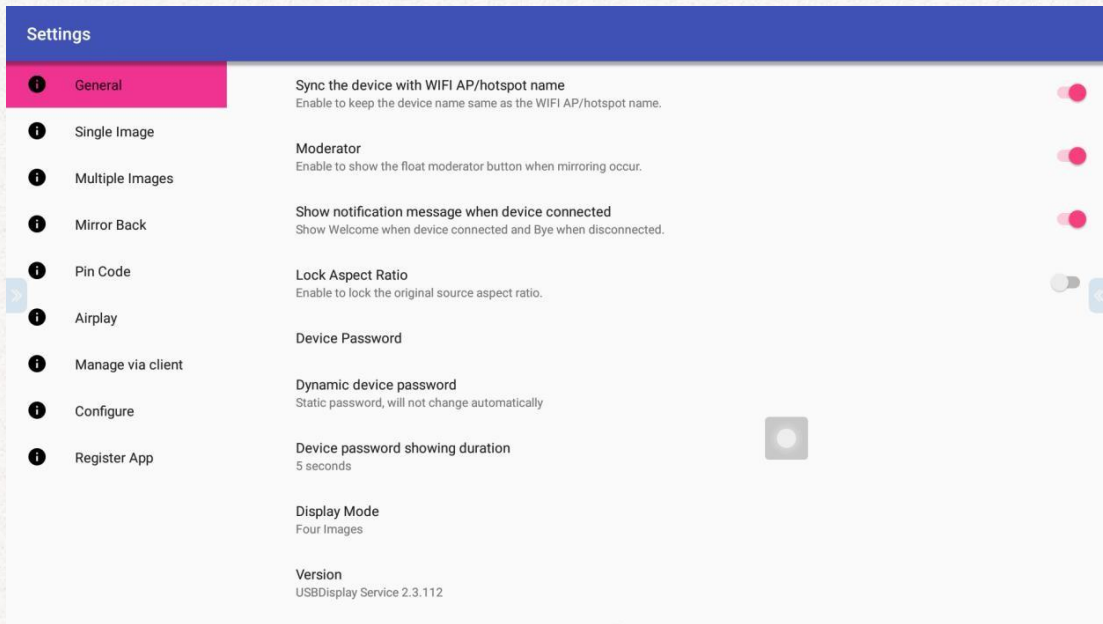 Settings
General
Single Image
Multiple Images
Mirror Back
Pin Code
Airplay
Manage via client
Configure
Register App
Sync the device with WIFI AP/hotspot name
Enable to keep the device name same as the WIFI AP/hotspot name.
Moderator
Enable to show the float moderator button when mirroring occur.
Show notification message when device connected
Show Welcome when device connected and Bye when disconnected.
Lock Aspect Ratio
Enable to lock the original source aspect ratio.
Device Password
Dynamic device password
Static password, will not change automatically
Device password showing duration
5 seconds
Display Mode
Four Images
Version
USBDisplay Service 2.3.112